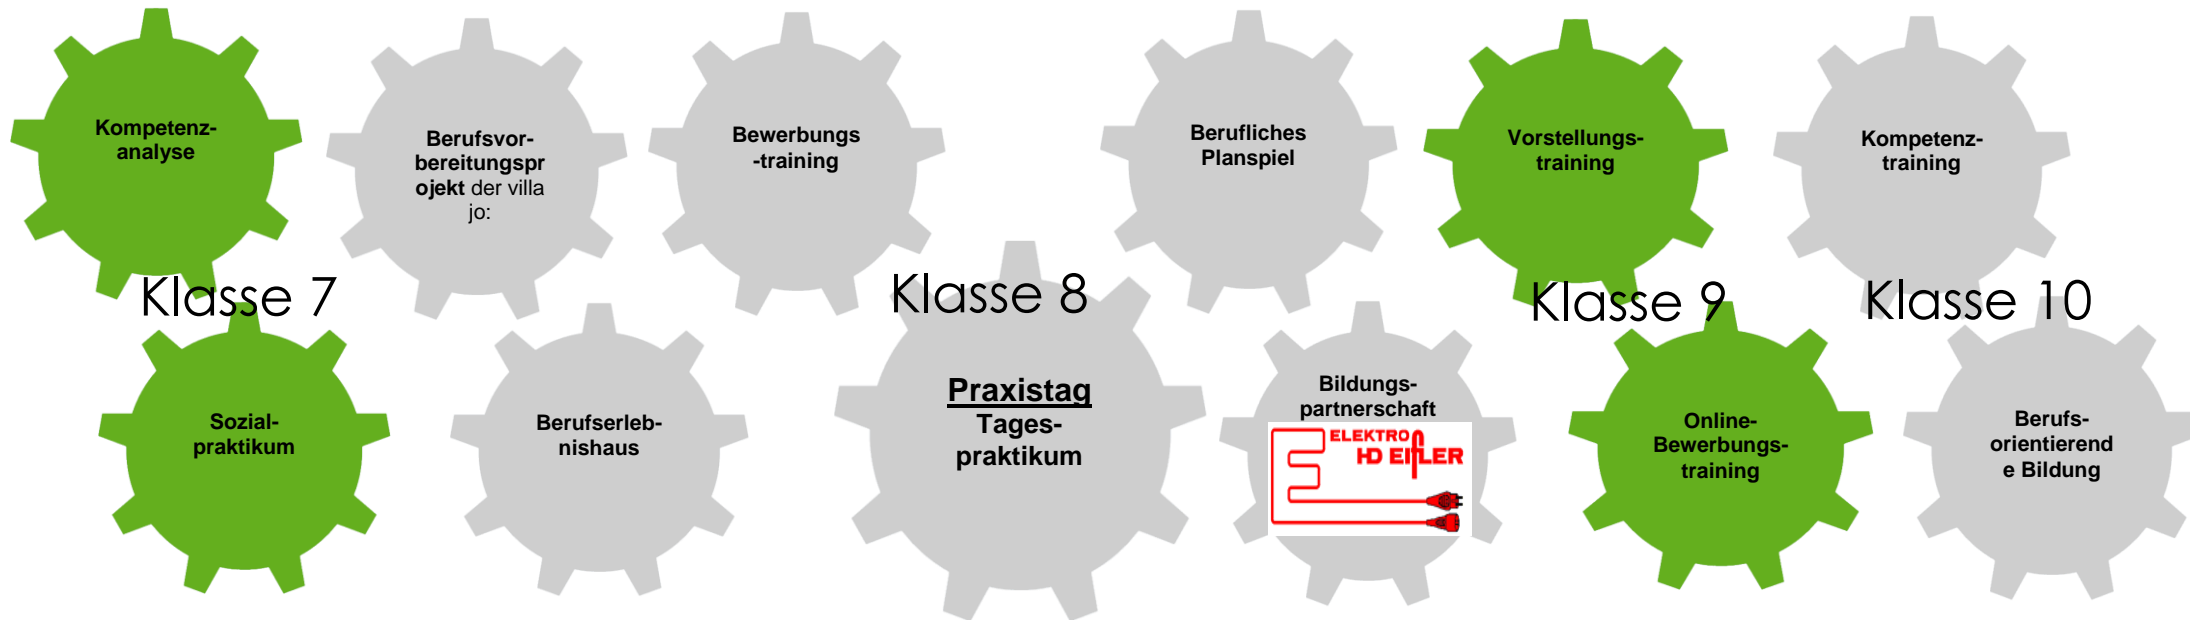 Kompetenz-
analyse
Berufsvor-
bereitungspr
ojekt der villa
jo:
Bewerbungs
-training
Berufliches
Planspiel
Vorstellungs-
training
Kompetenz-
training
Klasse 7
Klasse 8
Klasse 9
Klasse 10
Sozial-
praktikum
Berufserleb-
nishaus
Praxistag
Tages-
praktikum
Bildungs-
partnerschaft
ELEKTRO
HD EIFLER
Online-
Bewerbungs-
training
Berufs-
orientierend
e Bildung